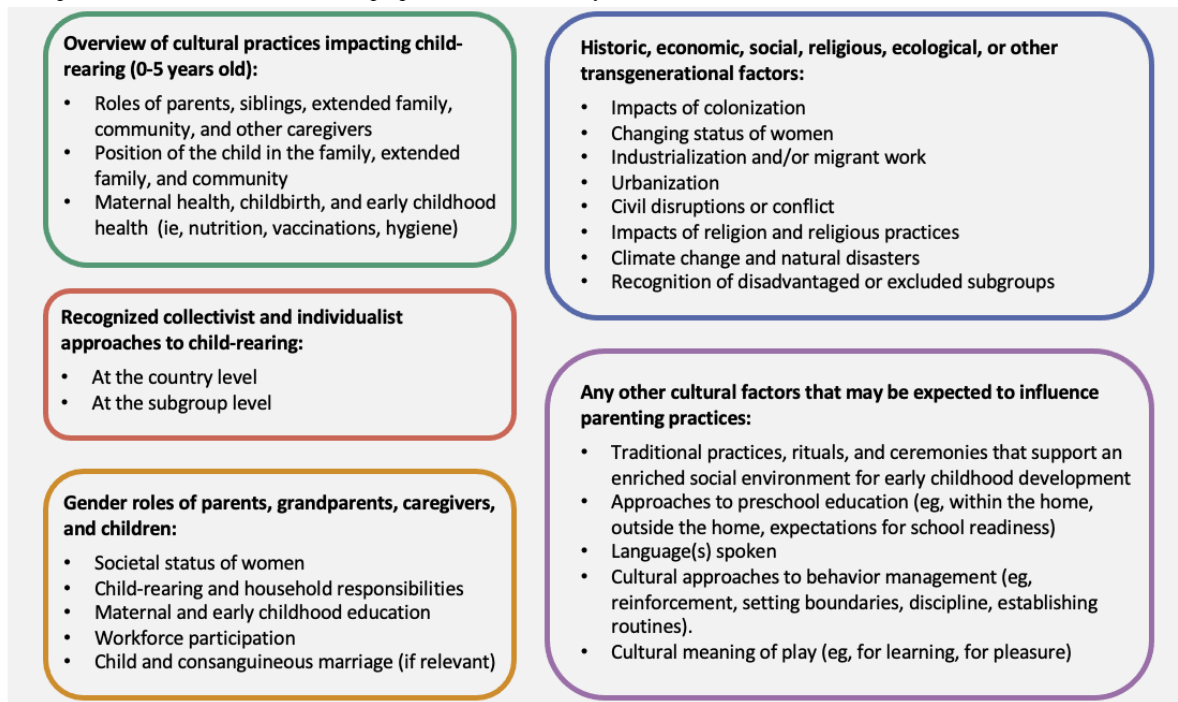 Overview of cultural practices impacting child-
rearing (0-5 years old):
• Roles of parents, siblings, extended family,
community, and other caregivers
• Position of the child in the family, extended
family, and community
• Maternal health, childbirth, and early childhood
health (ie, nutrition, vaccinations, hygiene)
Recognized collectivist and individualist
approaches to child-rearing:
• At the country level
• At the subgroup level
Gender roles of parents, grandparents, caregivers,
and children:
• Societal status of women
• Child-rearing and household responsibilities
• Maternal and early childhood education
• Workforce participation
• Child and consanguineous marriage (if relevant)
Historic, economic, social, religious, ecological, or other
transgenerational factors:
• Impacts of colonization
• Changing status of women
• Industrialization and/or migrant work
• Urbanization
• Civil disruptions or conflict
• Impacts of religion and religious practices
• Climate change and natural disasters
• Recognition of disadvantaged or excluded subgroups
Any other cultural factors that may be expected to influence
parenting practices:
• Traditional practices, rituals, and ceremonies that support an
enriched social environment for early childhood development
• Approaches to preschool education (eg, within the home,
outside the home, expectations for school readiness)
• Language(s) spoken
• Cultural approaches to behavior management (eg,
reinforcement, setting boundaries, discipline, establishing
routines).
• Cultural meaning of play (eg, for learning, for pleasure)